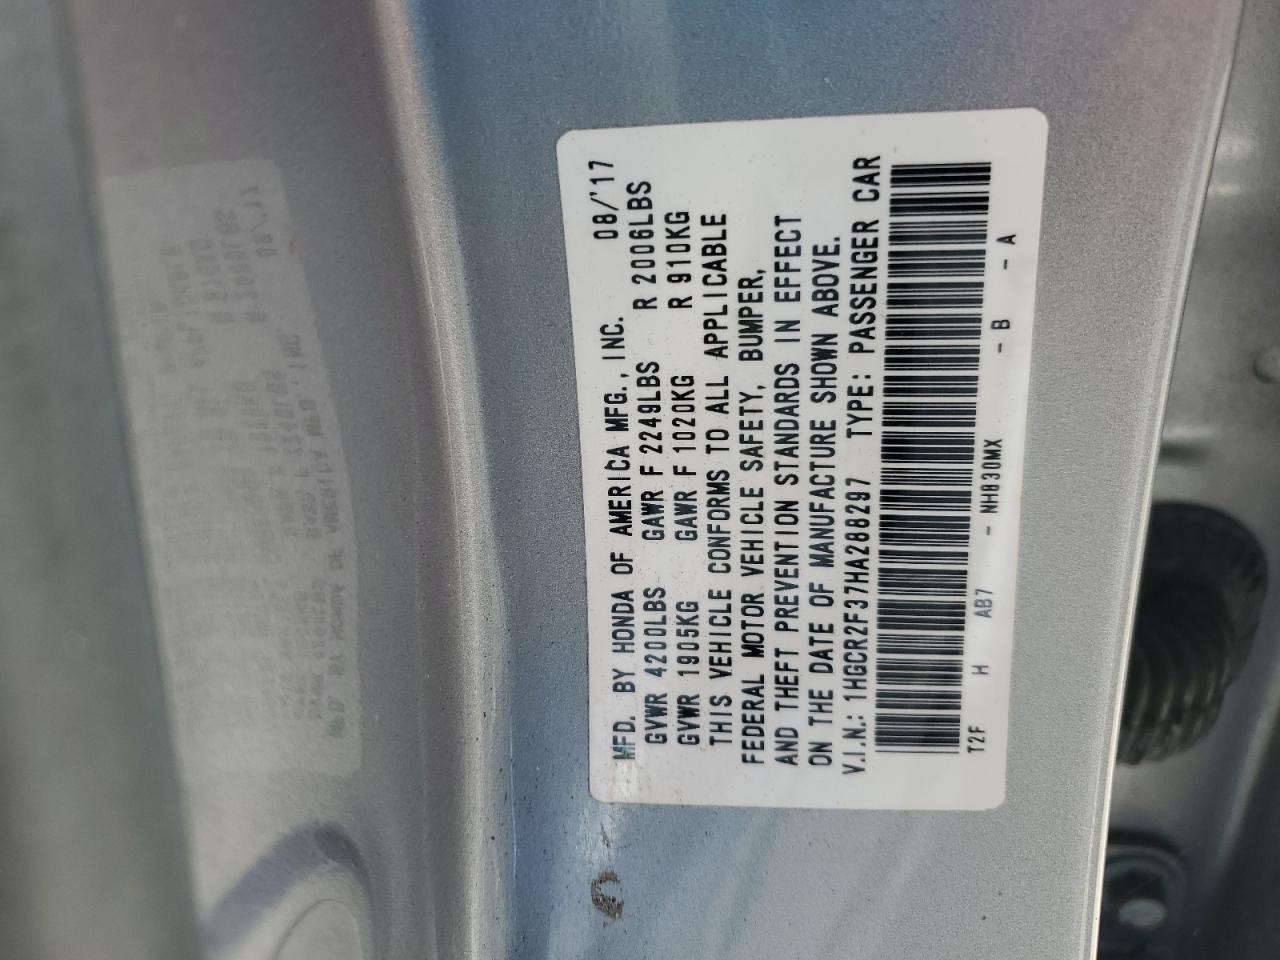 MFD. BY HONDA OF AMERICA MFG., INC. 08/'17
GVWR 4200LBS GAWR F 2249LBS R 2006LBS
GVWR 1905KG GAWR F 1020KG R 910KG
THIS VEHICLE CONFORMS TO ALL APPLICABLE
FEDERAL MOTOR VEHICLE SAFETY, BUMPER,
AND THEFT PREVENTION STANDARDS IN EFFECT
ON THE DATE OF MANUFACTURE SHOWN ABOVE.
V.I.N.: 1HGCR2F37HA288297 TYPE: PASSENGER CAR
T2F H AB7 - NH830MX - B - A